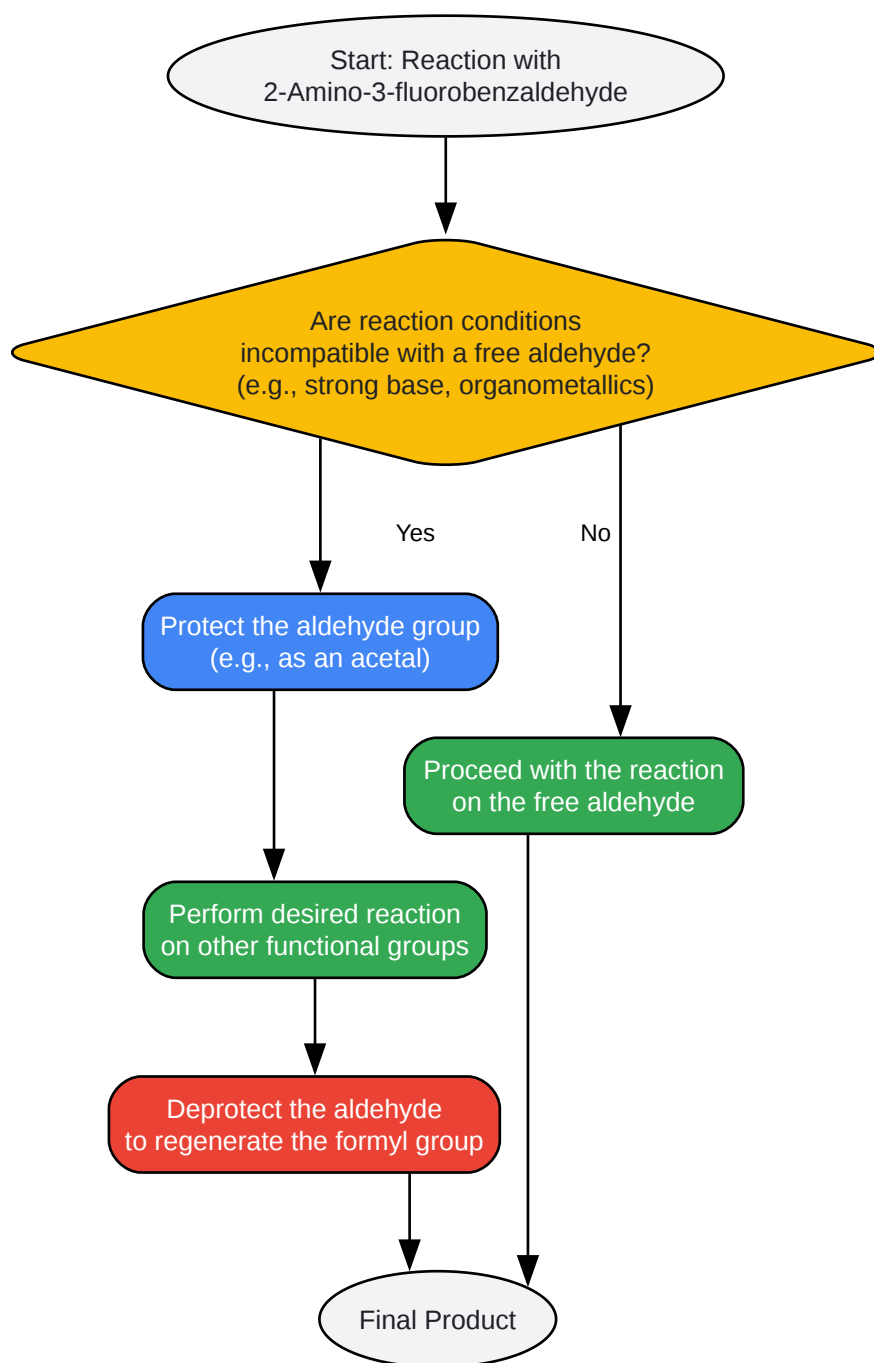 Start: Reaction with
2-Amino-3-fluorobenzaldehyde
Are reaction conditions
incompatible with a free aldehyde?
(e.g., strong base, organometallics)
Yes
No
Protect the aldehyde group
(e.g., as an acetal)
Proceed with the reaction
on the free aldehyde
Perform desired reaction
on other functional groups
Deprotect the aldehyde
to regenerate the formyl group
Final Product